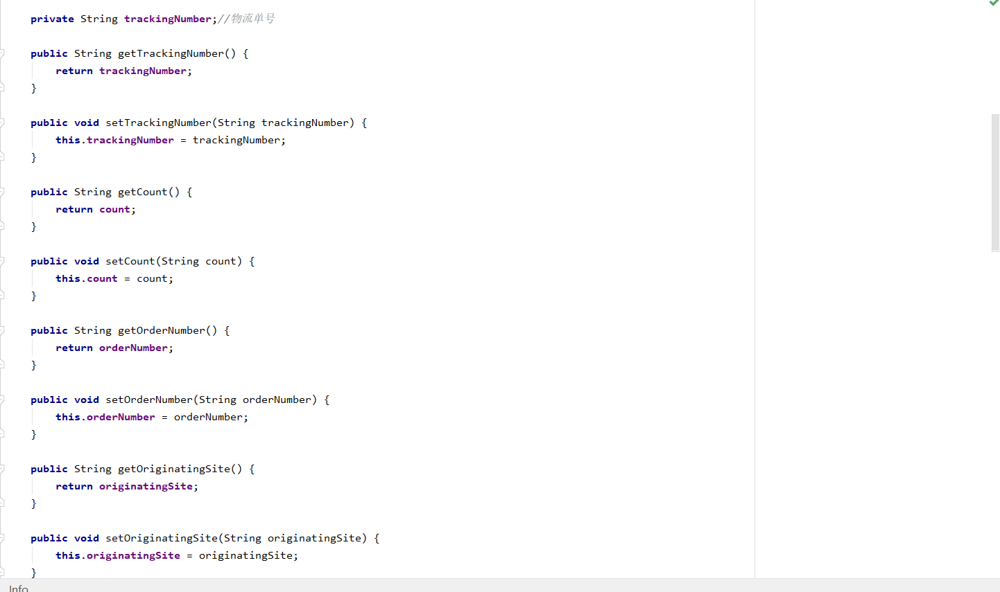 private String trackingNumber;//物流单号
public String getTrackingNumber() {
return trackingNumber;
}
public void setTrackingNumber(String trackingNumber) {
this.trackingNumber = trackingNumber;
}
public String getCount() {
return count;
}
public void setCount(String count) {
this.count = count;
}
public String getOrderNumber() {
return orderNumber;
}
public void setOrderNumber(String orderNumber) {
this.orderNumber = orderNumber;
}
public String getOriginatingSite() {
return originatingSite;
}
public void setOriginatingSite(String originatingSite) {
this.originatingSite = originatingSite;
}
Info